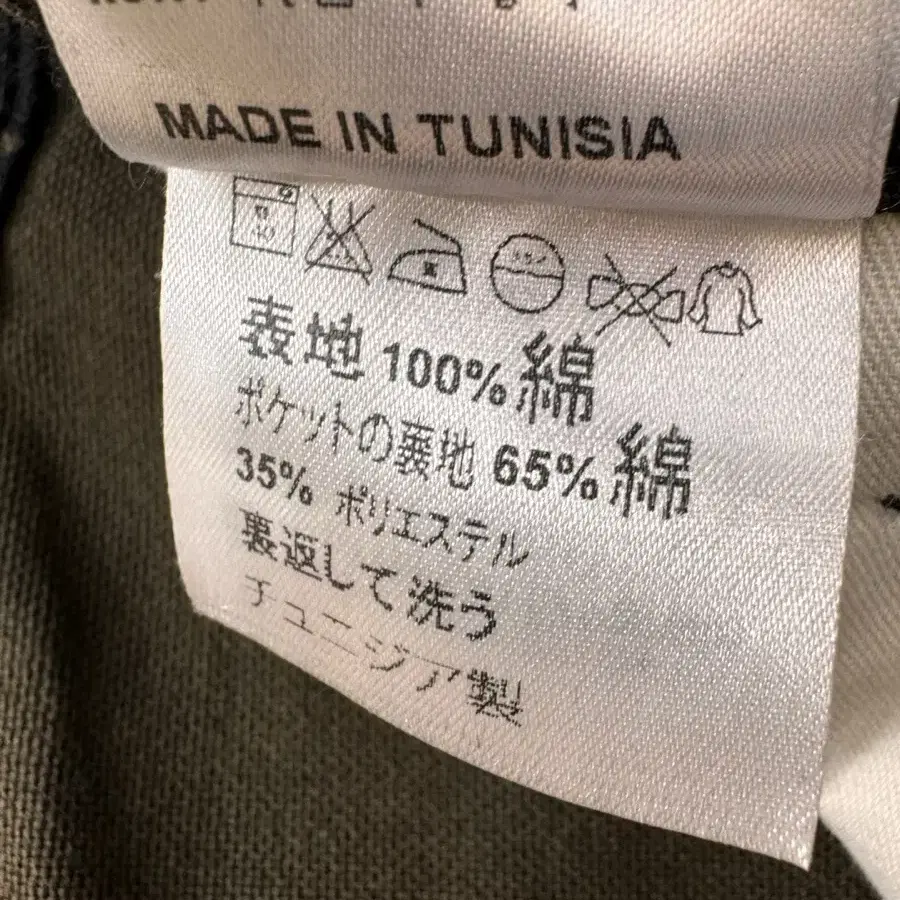 MADE IN TUNISIA
表地 100% 綿
ポケットの裏地 65% 綿
35% ポリエステル
裏返して洗う
チュニジア製